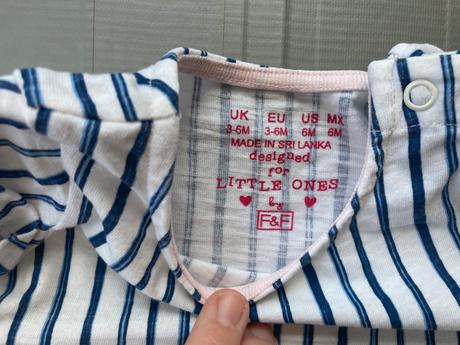 UK EU US MX
3-6M 3-6M 6M 6M
MADE IN SRI LANKA
designed
for
LITTLE ONES
by
F&F